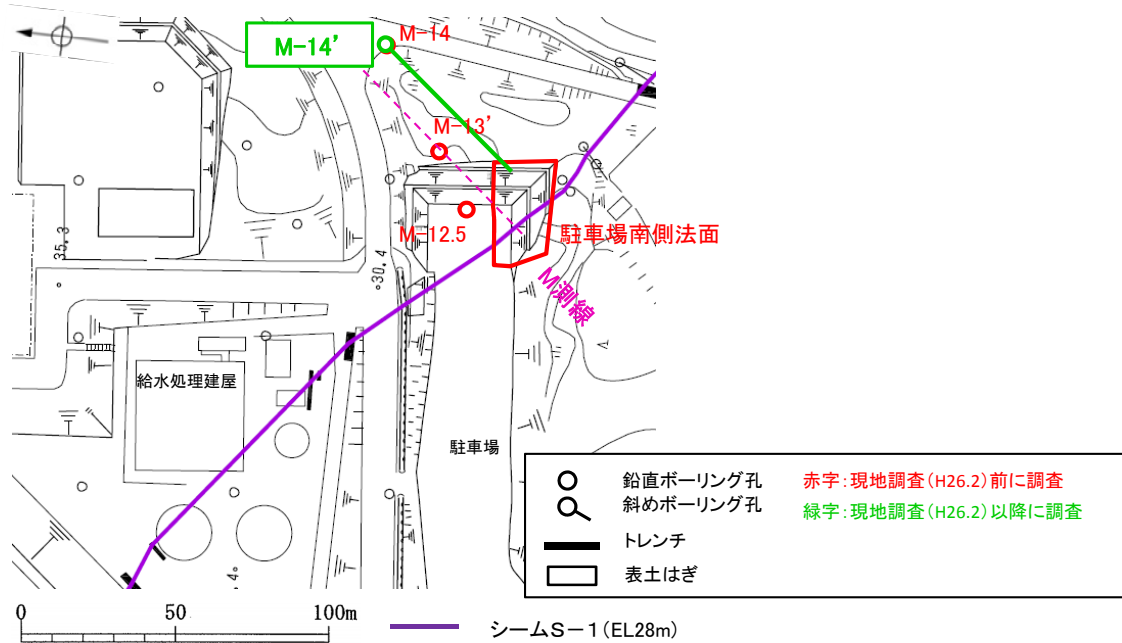 M-14'
M-14
M-13'
M-12.5
駐車場南側法面
M測線
35.3
30.4
給水処理建屋
駐車場
4.
鉛直ボーリング孔
赤字:現地調査(H26.2)前に調査
斜めボーリング孔
緑字:現地調査(H26.2)以降に調査
トレンチ
表土はぎ
0
50
100m
シームS-1(EL28m)